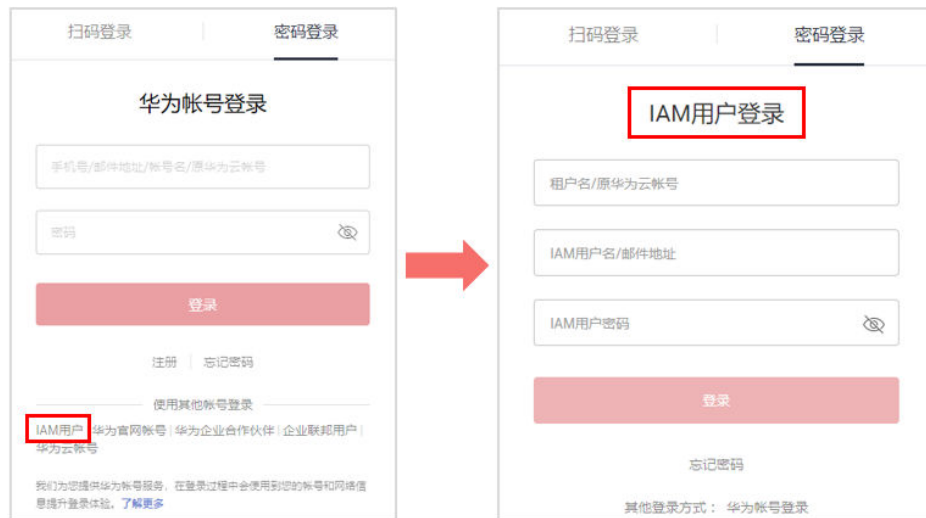 扫码登录
密码登录
华为帐号登录
手机号/邮件地址/帐号名/原华为云帐号
密码
登录
注册
忘记密码
使用其他帐号登录
IAM用户|华为官网帐号|华为企业合作伙伴|企业联邦用户|
华为云帐号
我们为您提供华为帐号服务，在登录过程中会使用到您的帐号和网络信
息提升登录体验。了解更多
扫码登录
密码登录
IAM用户登录
租户名/原华为云帐号
IAM用户名/邮件地址
IAM用户密码
登录
忘记密码
其他登录方式： 华为帐号登录